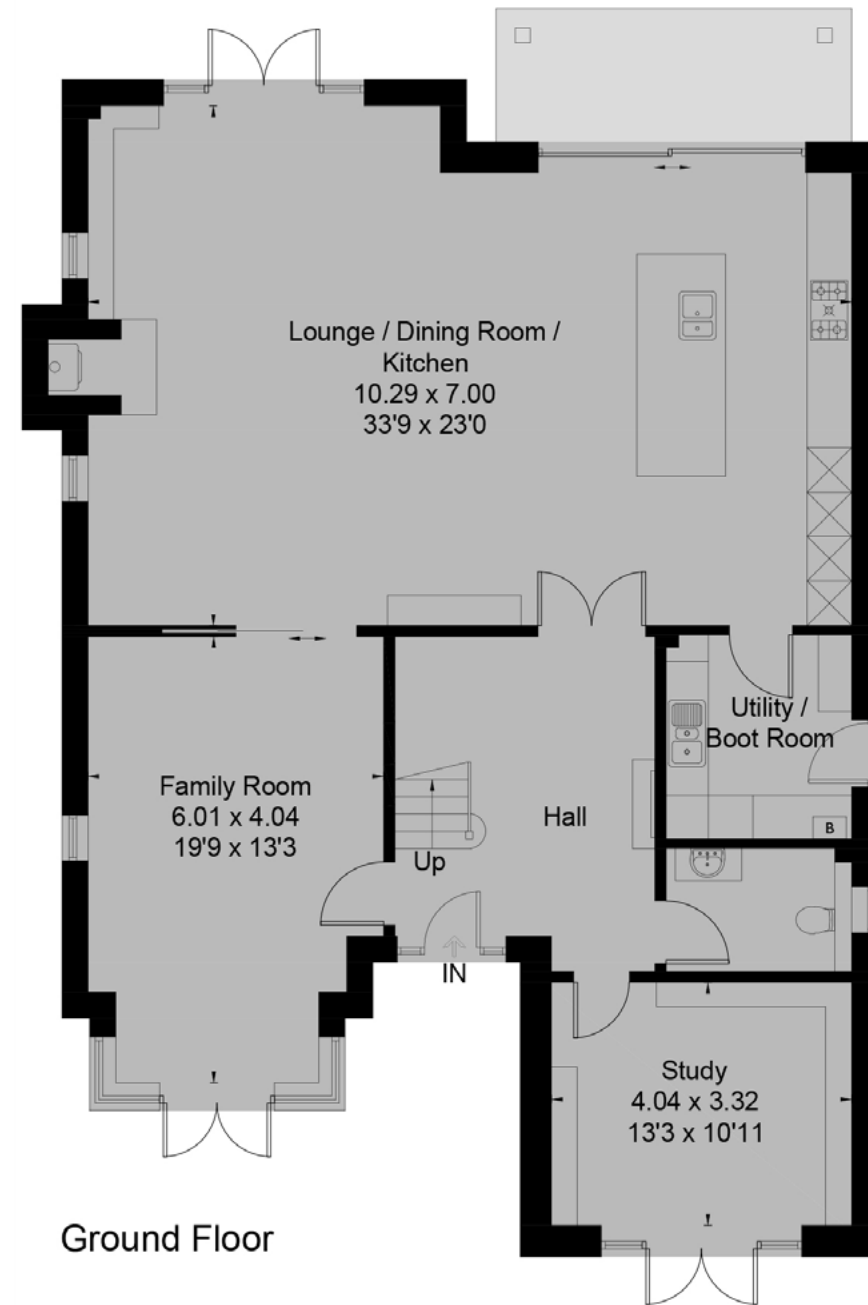 Lounge / Dining Room /
Kitchen
10.29 x 7.00
33'9 x 23'0
Utility /
Boot Room
Family Room
6.01 x 4.04
19'9 x 13'3
Hall
B
Up
IN
Study
4.04 x 3.32
13'3 x 10'11
Ground Floor